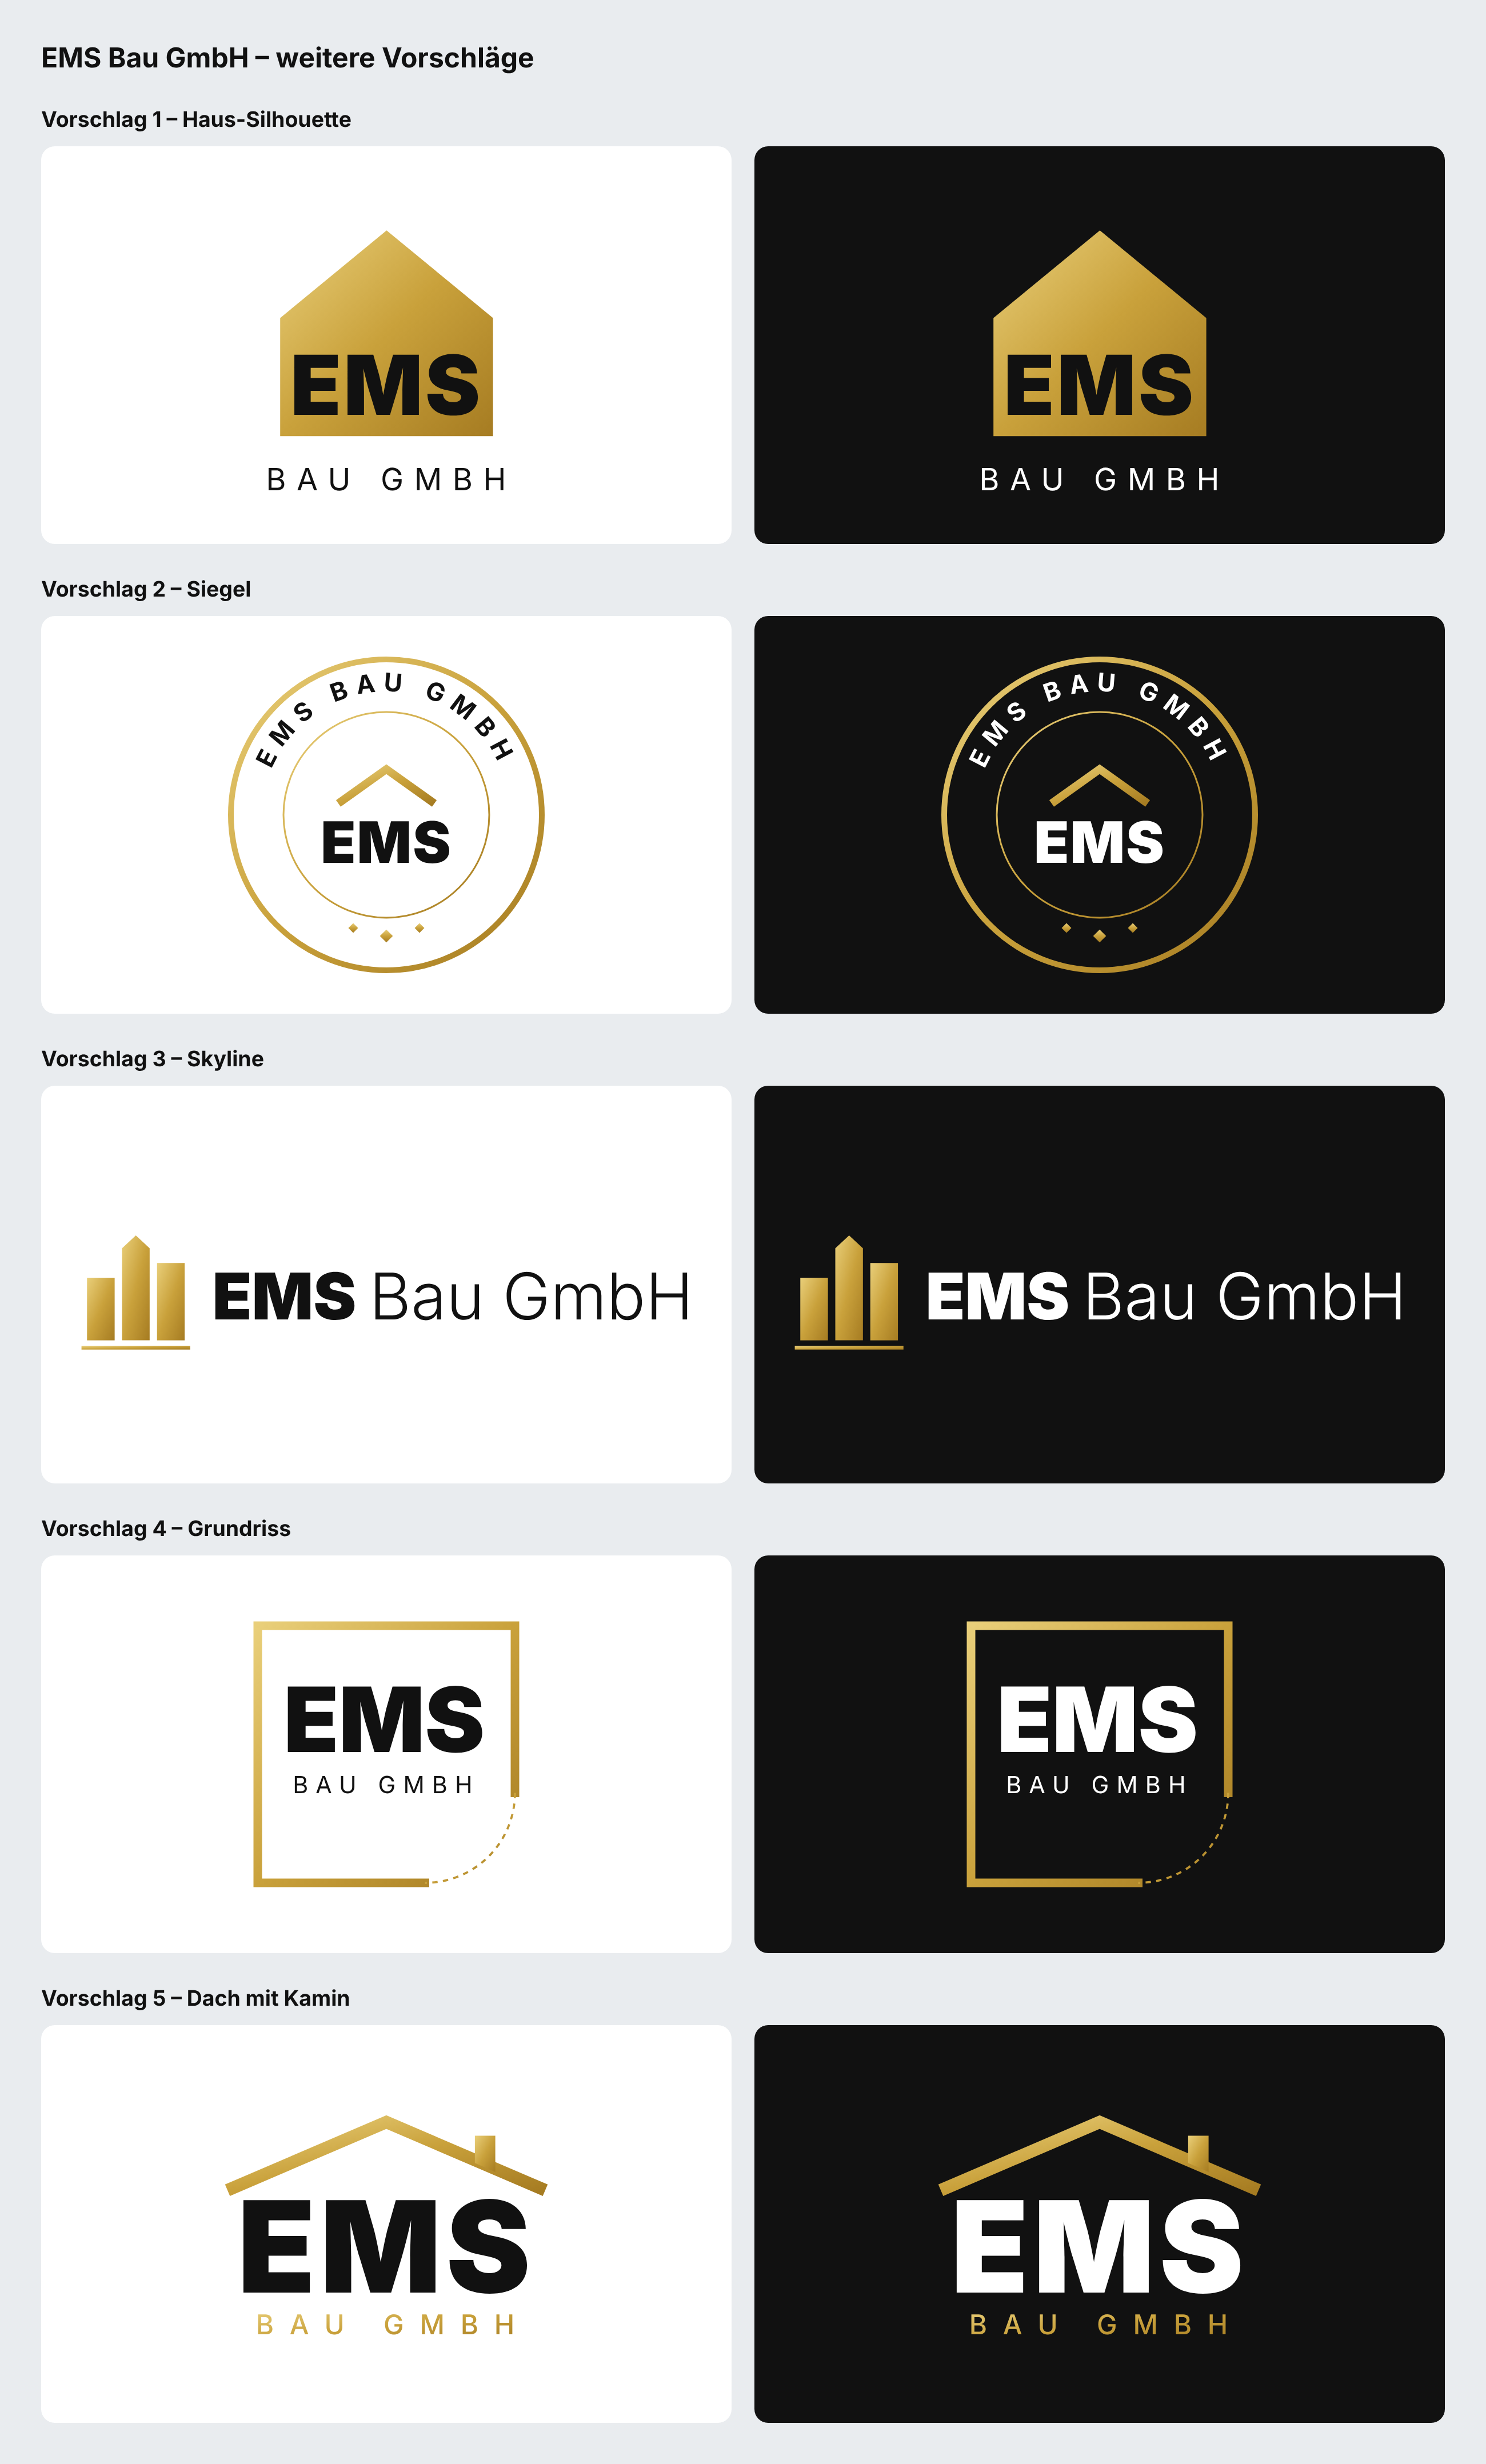 EMS Bau GmbH – weitere Vorschläge
Vorschlag 1 – Haus-Silhouette
EMS
BAU GMBH
EMS
BAU GMBH
Vorschlag 2 – Siegel
EMS BAU GMBH
EMS
EMS BAU GMBH
EMS
Vorschlag 3 – Skyline
EMS Bau GmbH
EMS Bau GmbH
Vorschlag 4 – Grundriss
EMS
BAU GMBH
EMS
BAU GMBH
Vorschlag 5 – Dach mit Kamin
EMS
BAU GMBH
EMS
BAU GMBH